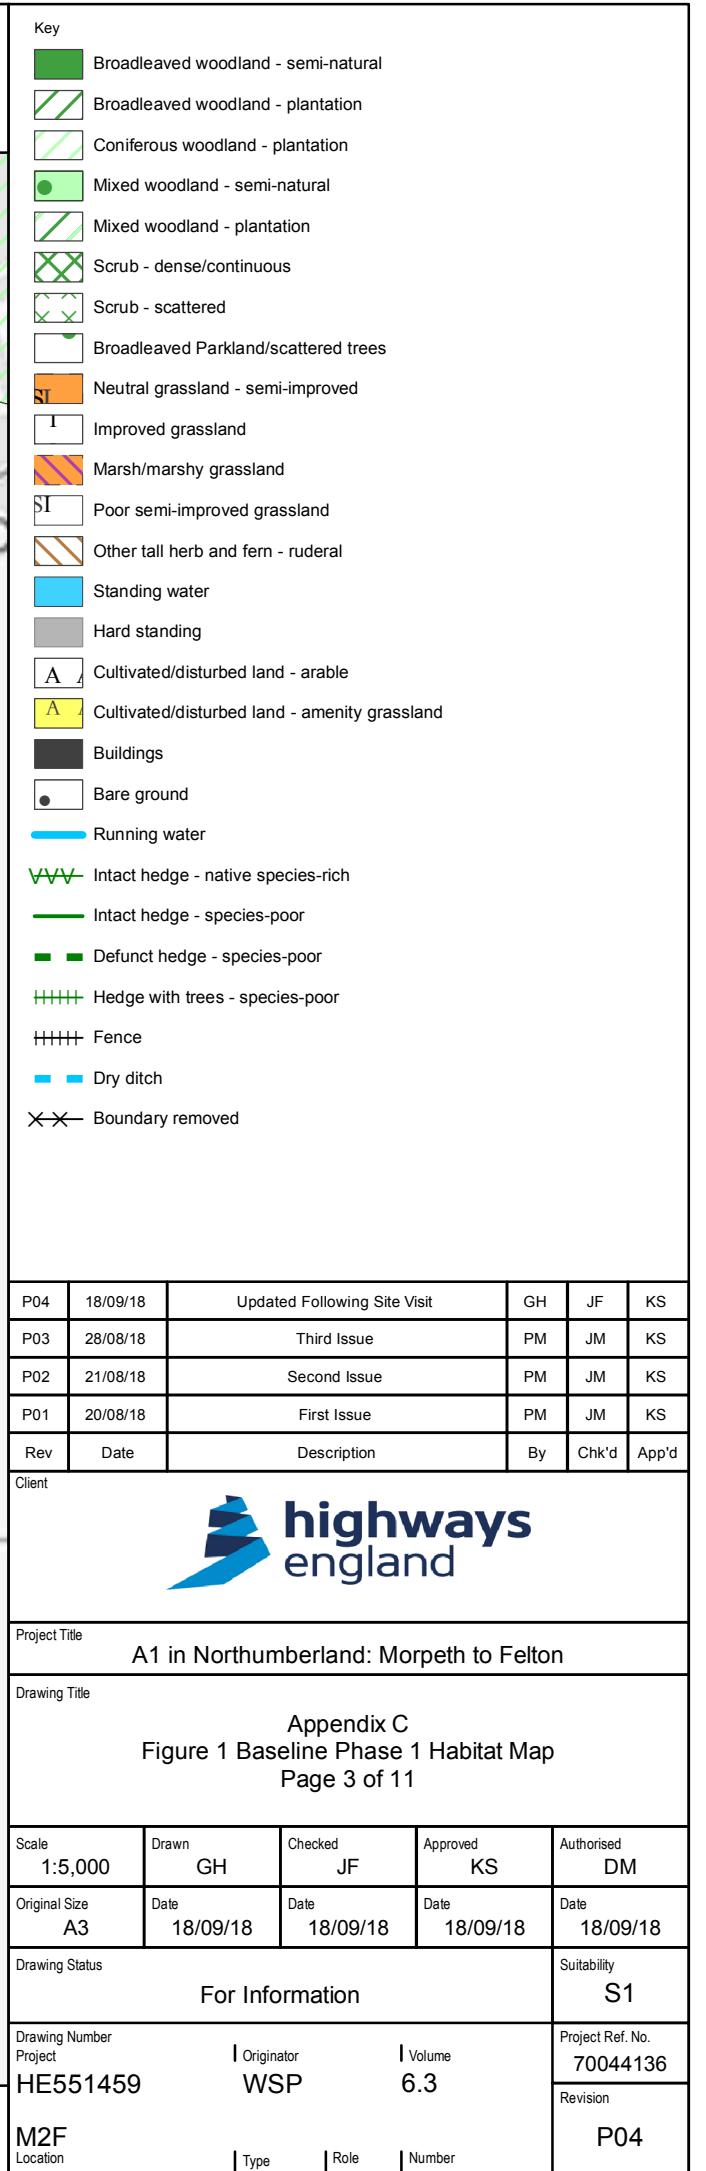 Key
Broadleaved woodland - semi-natural
Broadleaved woodland - plantation
Coniferous woodland - plantation
Mixed woodland - semi-natural
Mixed woodland - plantation
Scrub - dense/continuous
Scrub - scattered
Broadleaved Parkland/scattered trees
SI Neutral grassland - semi-improved
I Improved grassland
Marsh/marshy grassland
SI Poor semi-improved grassland
Other tall herb and fern - ruderal
Standing water
Hard standing
A Cultivated/disturbed land - arable
A Cultivated/disturbed land - amenity grassland
Buildings
Bare ground
Running water
Intact hedge - native species-rich
Intact hedge - species-poor
Defunct hedge - species-poor
Hedge with trees - species-poor
Fence
Dry ditch
Boundary removed
P04 18/09/18 Updated Following Site Visit GH JF KS
P03 28/08/18 Third Issue PM JM KS
P02 21/08/18 Second Issue PM JM KS
P01 20/08/18 First Issue PM JM KS
Rev Date Description By Chk'd App'd
Client
highways
england
Project Title
A1 in Northumberland: Morpeth to Felton
Drawing Title
Appendix C
Figure 1 Baseline Phase 1 Habitat Map
Page 3 of 11
Scale Drawn Checked Approved Authorised
1:5,000 GH JF KS DM
Original Size Date Date Date Date
A3 18/09/18 18/09/18 18/09/18 18/09/18
Drawing Status Suitability
For Information S1
Drawing Number Project Ref. No.
Project Originator Volume
70044136
HE551459 WSP 6.3
Revision
M2F P04
Location Type Role Number